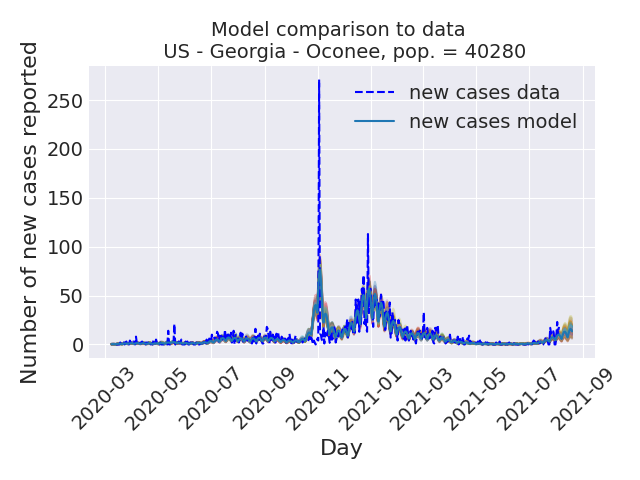 Model comparison to data
US - Georgia - Oconee, pop. = 40280
Number of new cases reported
250
200
150
100
50
0
new cases data
new cases model
2020-03
2020-05
2020-07
2020-09
2020-11
2021-01
2021-03
2021-05
2021-07
2021-09
Day